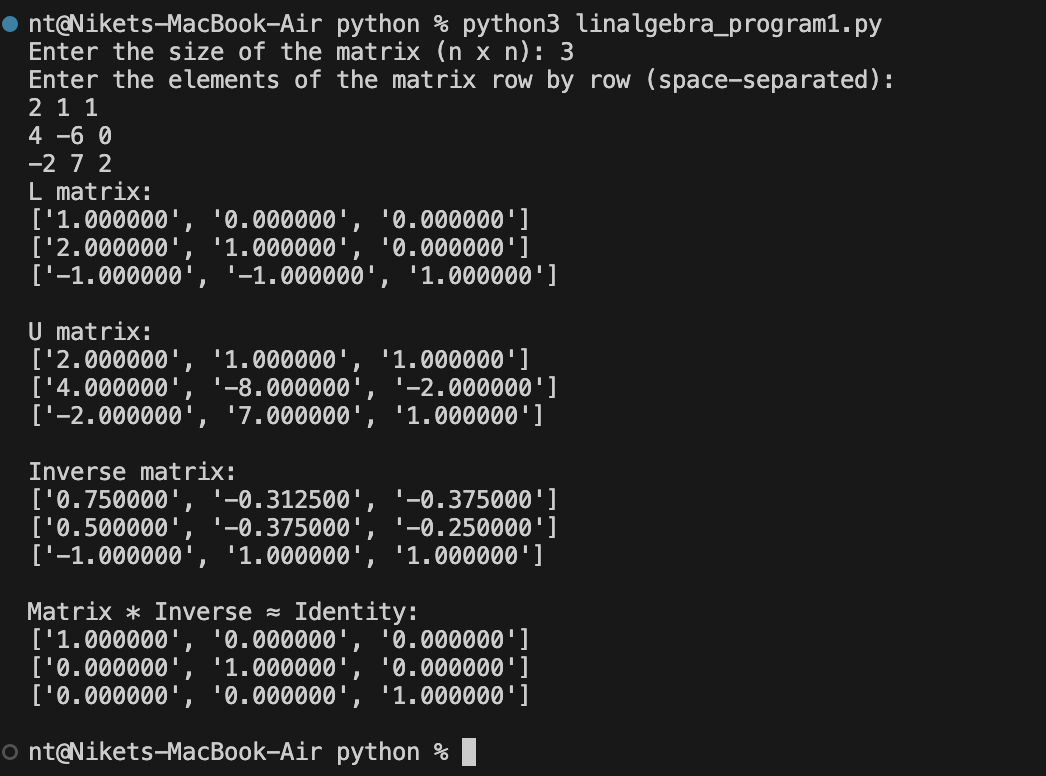 nt@Nikets-MacBook-Air python % python3 linalgebra_program1.py
Enter the size of the matrix (n x n): 3
Enter the elements of the matrix row by row (space-separated):
2 1 1
4 -6 0
-2 7 2
L matrix:
['1.000000', '0.000000', '0.000000']
['2.000000', '1.000000', '0.000000']
['-1.000000', '-1.000000', '1.000000']
U matrix:
['2.000000', '1.000000', '1.000000']
['4.000000', '-8.000000', '-2.000000']
['-2.000000', '7.000000', '1.000000']
Inverse matrix:
['0.750000', '-0.312500', '-0.375000']
['0.500000', '-0.375000', '-0.250000']
['-1.000000', '1.000000', '1.000000']
Matrix * Inverse ≈ Identity:
['1.000000', '0.000000', '0.000000']
['0.000000', '1.000000', '0.000000']
['0.000000', '0.000000', '1.000000']
nt@Nikets-MacBook-Air python %